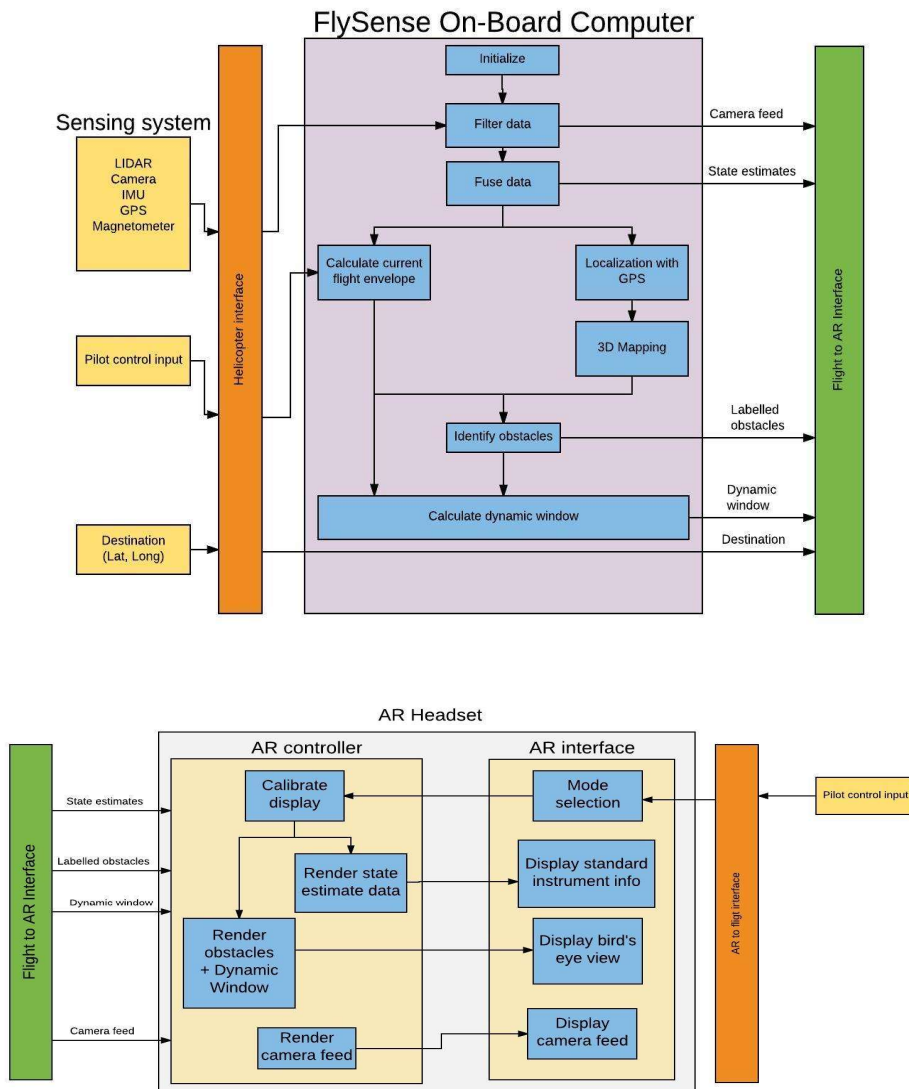 FlySense On-Board Computer
Initialize
Filter data
Camera feed
Sensing system
LIDAR
Camera
IMU
GPS
Magnetometer
Fuse data
State estimates
Helicopter interface
Calculate current
flight envelope
Localization with
GPS
Flight to AR Interface
Pilot control input
3D Mapping
Identify obstacles
Labelled
obstacles
Calculate dynamic window
Dynamic
window
Destination
(Lat, Long)
Destination
AR Headset
AR controller
AR interface
Flight to AR Interface
State estimates
Labelled obstacles
Dynamic window
Camera feed
Calibrate
display
Mode
selection
Pilot control input
AR to fligt interface
Render state
estimate data
Display standard
instrument info
Render
obstacles
+ Dynamic
Window
Display bird's
eye view
Render
camera feed
Display
camera feed